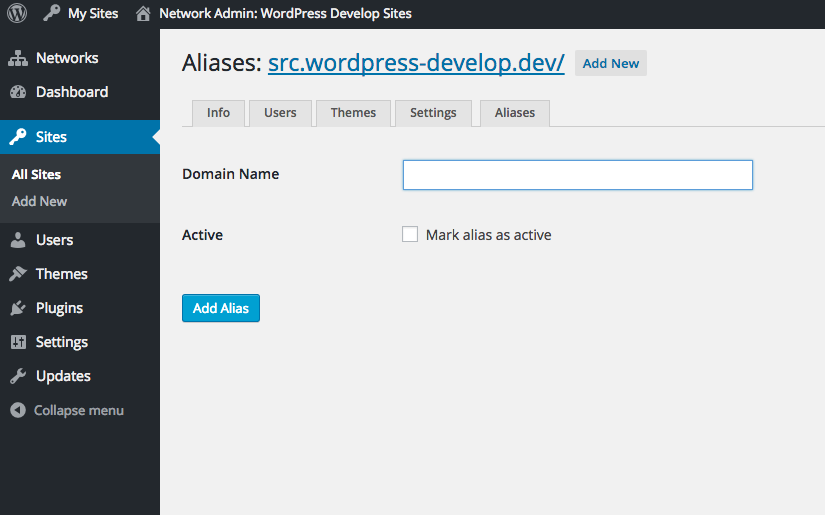 My Sites Network Admin: WordPress Develop Sites
Networks
Dashboard
Sites
All Sites
Add New
Users
Themes
Plugins
Settings
Updates
Collapse menu
Aliases: src.wordpress-develop.dev/ Add New
Info Users Themes Settings Aliases
Domain Name
Active Mark alias as active
Add Alias